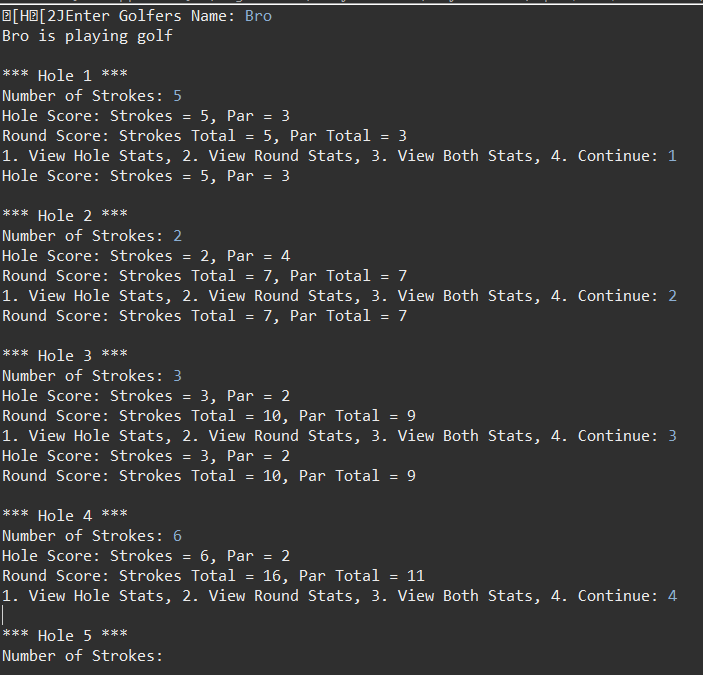 [H[2JEnter Golfers Name: Bro
Bro is playing golf
*** Hole 1 ***
Number of Strokes: 5
Hole Score: Strokes = 5, Par = 3
Round Score: Strokes Total = 5, Par Total = 3
1. View Hole Stats, 2. View Round Stats, 3. View Both Stats, 4. Continue: 1
Hole Score: Strokes = 5, Par = 3
*** Hole 2 ***
Number of Strokes: 2
Hole Score: Strokes = 2, Par = 4
Round Score: Strokes Total = 7, Par Total = 7
1. View Hole Stats, 2. View Round Stats, 3. View Both Stats, 4. Continue: 2
Round Score: Strokes Total = 7, Par Total = 7
*** Hole 3 ***
Number of Strokes: 3
Hole Score: Strokes = 3, Par = 2
Round Score: Strokes Total = 10, Par Total = 9
1. View Hole Stats, 2. View Round Stats, 3. View Both Stats, 4. Continue: 3
Hole Score: Strokes = 3, Par = 2
Round Score: Strokes Total = 10, Par Total = 9
*** Hole 4 ***
Number of Strokes: 6
Hole Score: Strokes = 6, Par = 2
Round Score: Strokes Total = 16, Par Total = 11
1. View Hole Stats, 2. View Round Stats, 3. View Both Stats, 4. Continue: 4
*** Hole 5 ***
Number of Strokes: